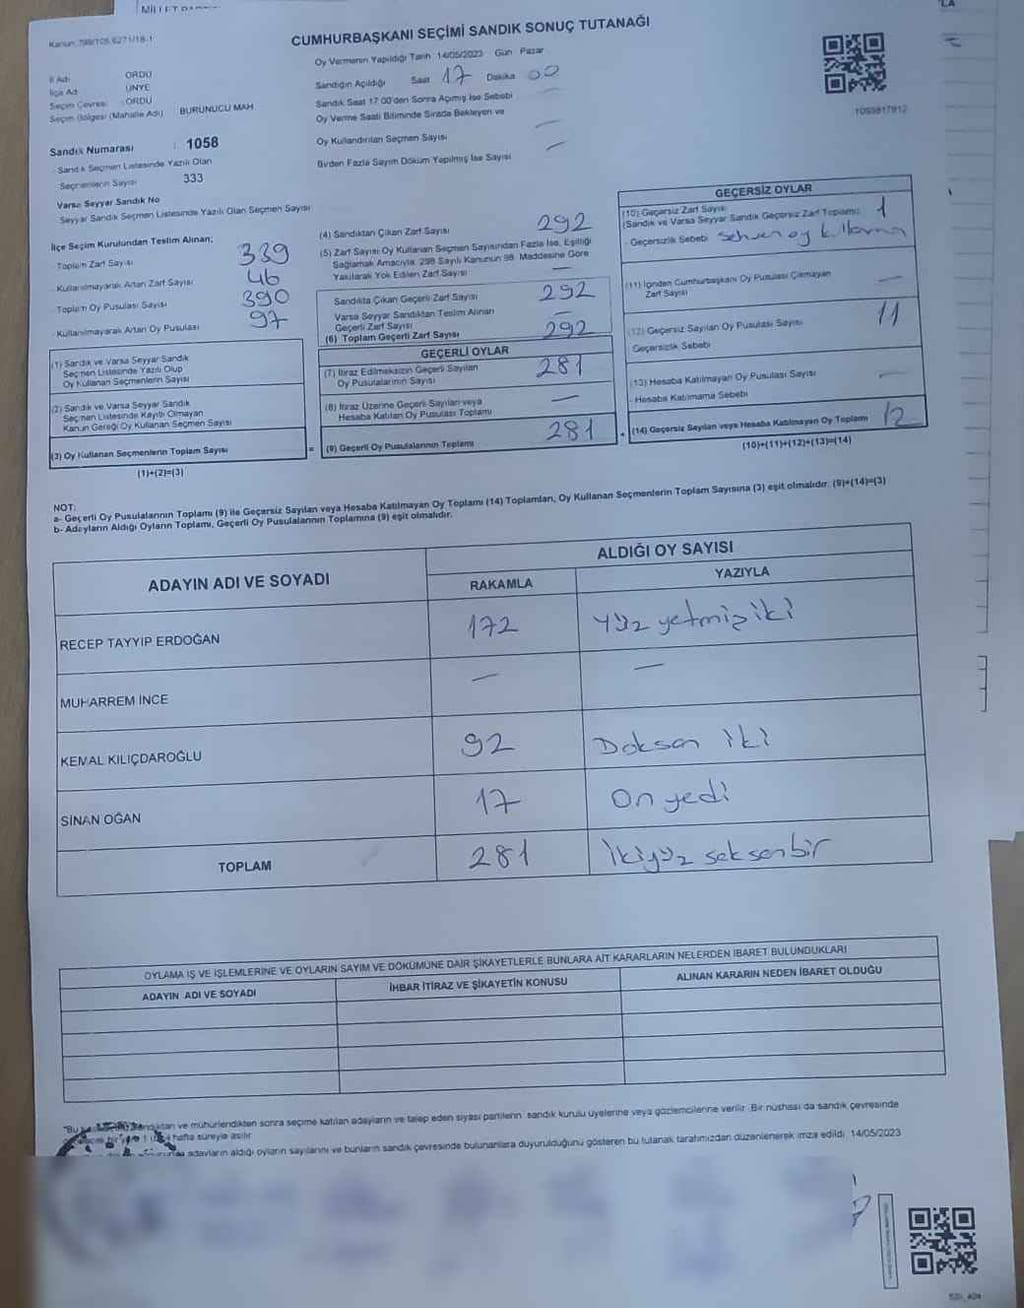 MİLLET
Kanun: 298/105, 6271/18-1
CUMHURBAŞKANI SEÇİMİ SANDIK SONUÇ TUTANAĞI
İl Adı ORDU
İlçe Adı ÜNYE
Seçim Çevresi : ORDU
Seçim Bölgesi (Mahalle Adı) BURUNUCU MAH
Sandık Numarası : 1058
Sandık Seçmen Listesinde Yazılı Olan
Seçmenlerin Sayısı 333
Varsa Seyyar Sandık No
Seyyar Sandık Seçmen Listesinde Yazılı Olan Seçmen Sayısı
Oy Vermenin Yapıldığı Tarih 14/05/2023 Gün Pazar
Sandığın Açıldığı Saat 17 Dakika 00
Sandık Saat 17.00'den Sonra Açımış İse Sebebi
Oy Verme Saati Bitiminde Sırada Bekleyen ve —
Oy Kullandırılan Seçmen Sayısı —
Birden Fazla Sayım Döküm Yapılmış İse Sayısı
İlçe Seçim Kurulundan Teslim Alınan;
Toplam Zarf Sayısı 339
Kullanılmayarak Artan Zarf Sayısı 46
Toplam Oy Pusulası Sayısı 390
Kullanılmayarak Artan Oy Pusulası 97
(1) Sandık ve Varsa Seyyar Sandık
Seçmen Listesinde Yazılı Olup
Oy Kullanan Seçmenlerin Sayısı
(2) Sandık ve Varsa Seyyar Sandık
Seçmen Listesinde Kayıtlı Olmayan
Kanun Gereği Oy Kullanan Seçmen Sayısı
(3) Oy Kullanan Seçmenlerin Toplam Sayısı
(1)+(2)=(3)
(4) Sandıktan Çıkan Zarf Sayısı 292
(5) Zarf Sayısı Oy Kullanan Seçmen Sayısından Fazla İse, Eşitliği
Sağlamak Amacıyla, 298 Sayılı Kanunun 98. Maddesine Göre
Yakılarak Yok Edilen Zarf Sayısı —
Sandıkta Çıkan Geçerli Zarf Sayısı 292
Varsa Seyyar Sandıktan Teslim Alınan
Geçerli Zarf Sayısı —
(6) Toplam Geçerli Zarf Sayısı 292
GEÇERLİ OYLAR
(7) İtiraz Edilmeksizin Geçerli Sayılan
Oy Pusulalarının Sayısı 281
(8) İtiraz Üzerine Geçerli Sayılan veya
Hesaba Katılan Oy Pusulası Toplamı —
= (9) Geçerli Oy Pusulalarının Toplamı 281
GEÇERSİZ OYLAR
(10) Geçersiz Zarf Sayısı
(Sandık ve Varsa Seyyar Sandık Geçersiz Zarf Toplamı) 1
Geçersizlik Sebebi Sehven oy kullanma
(11) İçinden Cumhurbaşkanı Oy Pusulası Çıkmayan
Zarf Sayısı —
(12) Geçersiz Sayılan Oy Pusulası Sayısı 11
Geçersizlik Sebebi
(13) Hesaba Katılmayan Oy Pusulası Sayısı —
Hesaba Katılmama Sebebi
+ (14) Geçersiz Sayılan veya Hesaba Katılmayan Oy Toplamı 12
(10)+(11)+(12)+(13)=(14)
NOT:
a- Geçerli Oy Pusulalarının Toplamı (9) ile Geçersiz Sayılan veya Hesaba Katılmayan Oy Toplamı (14) Toplamları, Oy Kullanan Seçmenlerin Toplam Sayısına (3) eşit olmalıdır. (9)+(14)=(3)
b- Adayların Aldığı Oyların Toplamı, Geçerli Oy Pusulalarının Toplamına (9) eşit olmalıdır.
ADAYIN ADI VE SOYADI
ALDIĞI OY SAYISI
RAKAMLA YAZIYLA
RECEP TAYYIP ERDOĞAN 172 Yüz yetmiş iki
MUHARREM İNCE — —
KEMAL KILIÇDAROĞLU 92 Doksan iki
SİNAN OĞAN 17 On yedi
TOPLAM 281 İkiyüz seksenbir
OYLAMA İŞ VE İŞLEMLERİNE VE OYLARIN SAYIM VE DÖKÜMÜNE DAİR ŞİKAYETLERLE BUNLARA AİT KARARLARIN NELERDEN İBARET BULUNDUKLARI
ADAYIN ADI VE SOYADI İHBAR İTİRAZ VE ŞİKAYETİN KONUSU ALINAN KARARIN NEDEN İBARET OLDUĞU
ve mühürlendikten sonra seçime katılan adayların ve talep eden siyasi partilerin sandık kurulu üyelerine veya gözlemcilerine verilir. Bir nüshası da sandık çevresinde
hafta süreyle asılır.
adayların aldığı oyların sayılarını ve bunların sandık çevresinde bulunanlara duyurulduğunu gösteren bu tutanak tarafımızdan düzenlenerek imza edildi. 14/05/2023